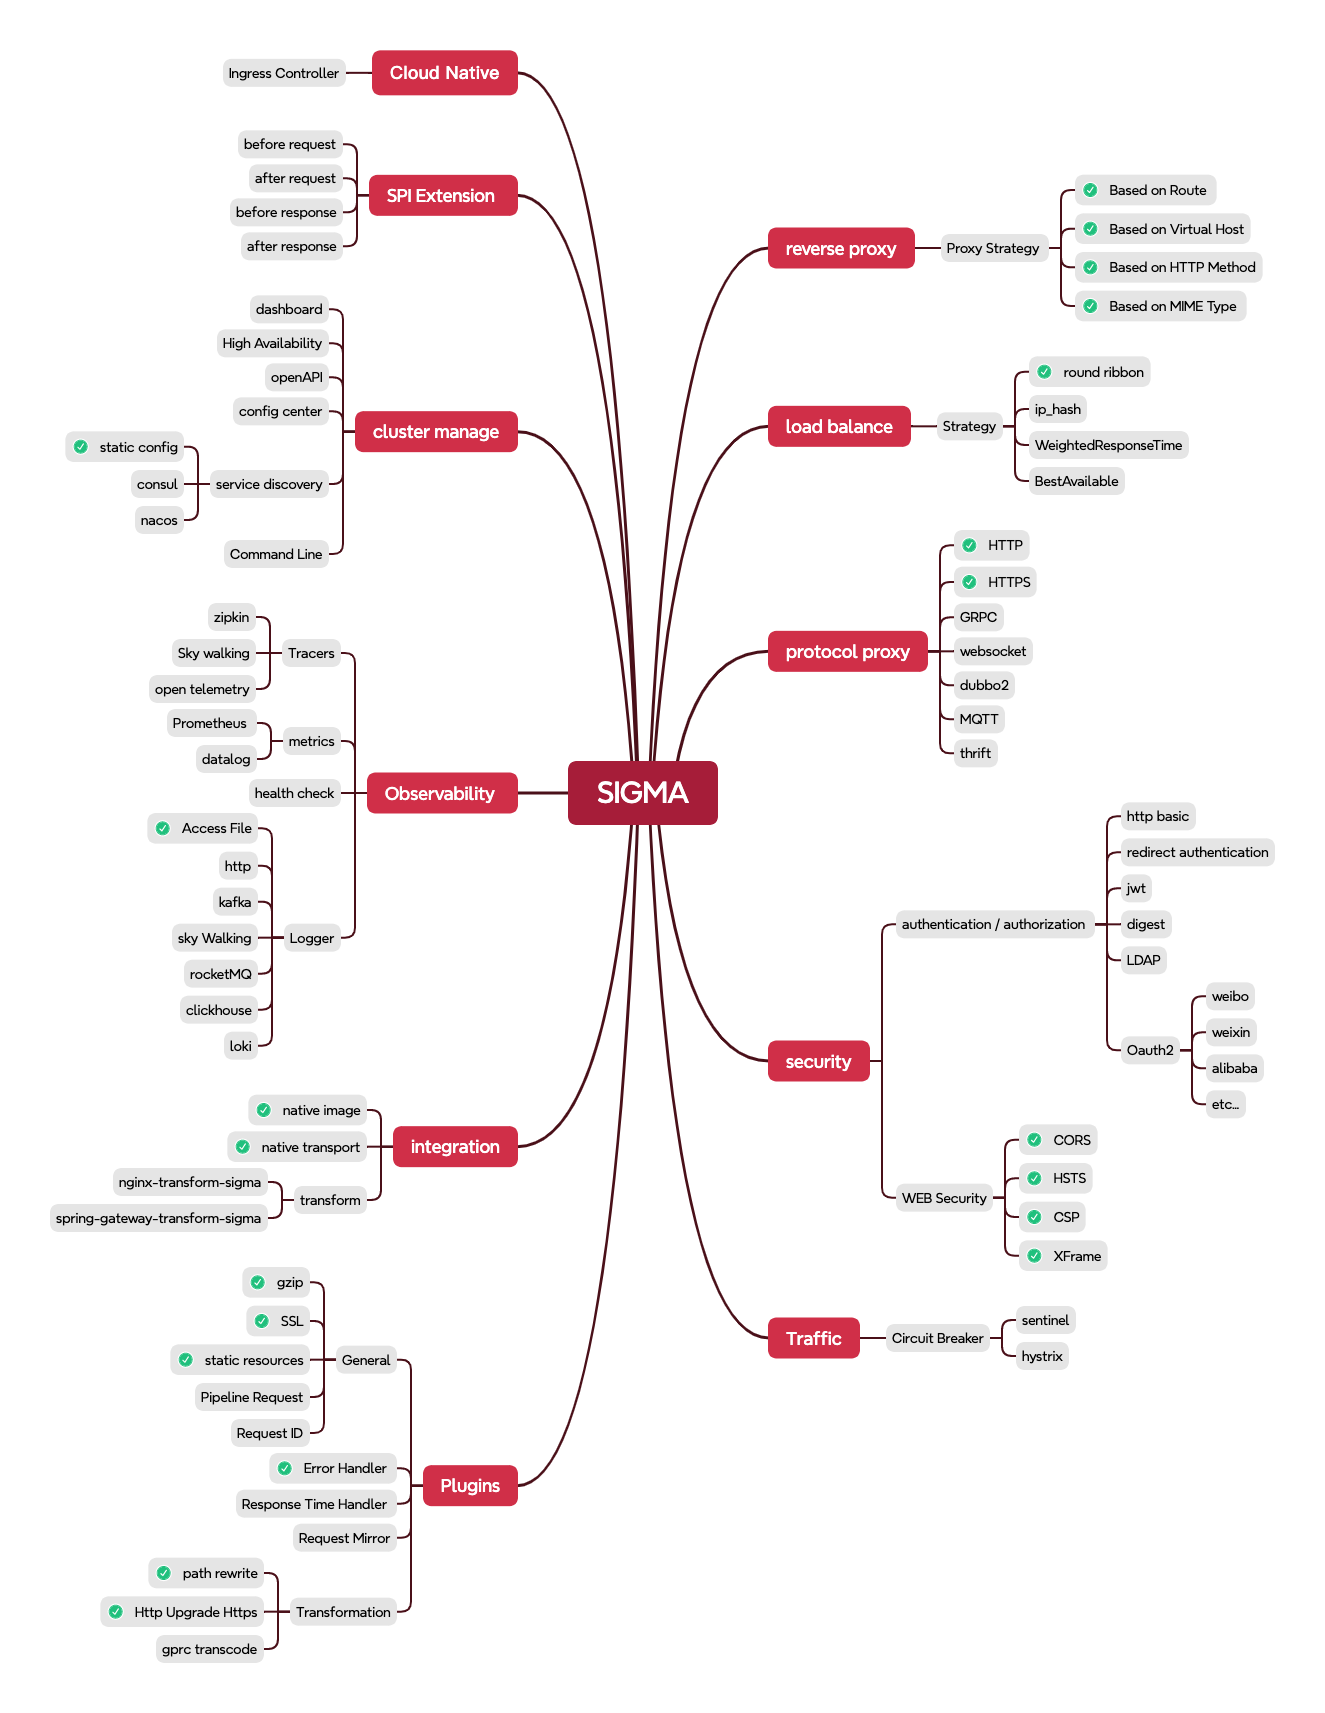 SIGMA
Cloud Native
Ingress Controller
SPI Extension
before request
after request
before response
after response
cluster manage
dashboard
High Availability
openAPI
config center
service discovery
static config
consul
nacos
Command Line
Observability
Tracers
zipkin
Sky walking
open telemetry
metrics
Prometheus
datalog
health check
Logger
Access File
http
kafka
sky Walking
rocketMQ
clickhouse
loki
integration
native image
native transport
transform
nginx-transform-sigma
spring-gateway-transform-sigma
Plugins
General
gzip
SSL
static resources
Pipeline Request
Request ID
Error Handler
Response Time Handler
Request Mirror
Transformation
path rewrite
Http Upgrade Https
gprc transcode
reverse proxy
Proxy Strategy
Based on Route
Based on Virtual Host
Based on HTTP Method
Based on MIME Type
load balance
Strategy
round ribbon
ip_hash
WeightedResponseTime
BestAvailable
protocol proxy
HTTP
HTTPS
GRPC
websocket
dubbo2
MQTT
thrift
security
authentication / authorization
http basic
redirect authentication
jwt
digest
LDAP
Oauth2
weibo
weixin
alibaba
etc...
WEB Security
CORS
HSTS
CSP
XFrame
Traffic
Circuit Breaker
sentinel
hystrix